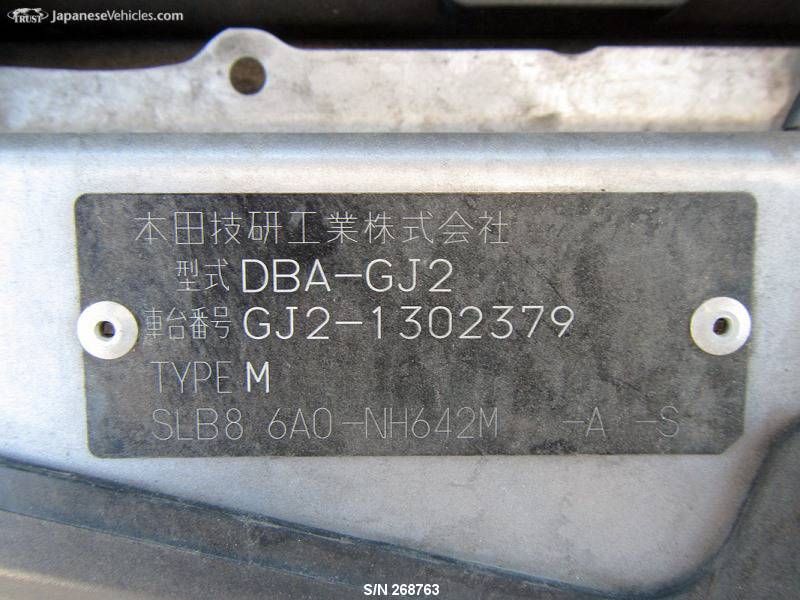 TRUST JapaneseVehicles.com
本田技研工業株式会社
型式 DBA-GJ2
車台番号 GJ2-1302379
TYPE M
SLB8 6A0-NH642M -A -S
S/N 268763